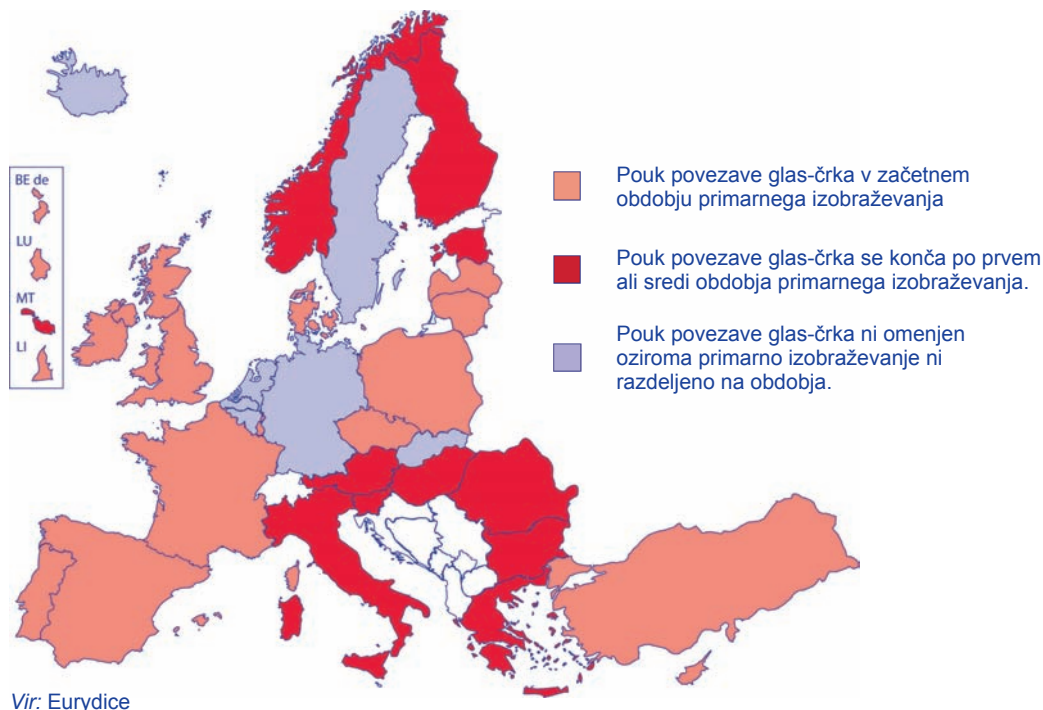 BE de
LU
MT
LI
Pouk povezave glas-črka v začetnem
obdobju primarnega izobraževanja
Pouk povezave glas-črka se konča po prvem
ali sredi obdobja primarnega izobraževanja.
Pouk povezave glas-črka ni omenjen
oziroma primarno izobraževanje ni
razdeljeno na obdobja.
Vir: Eurydice